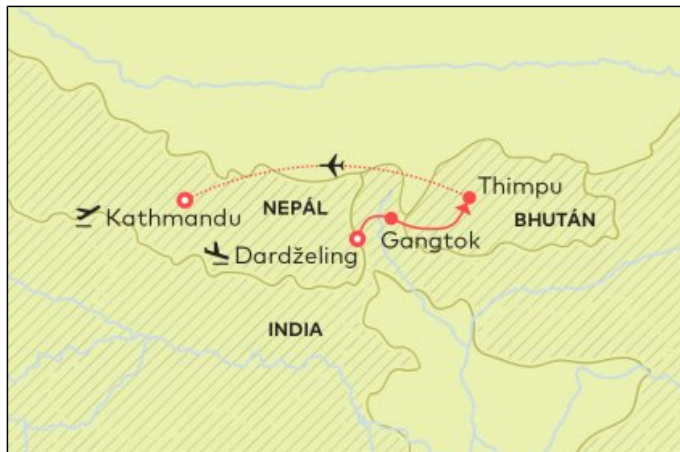 Thimpu
Kathmandu
NEPÁL
BHUTÁN
Gangtok
Dardželing
INDIA